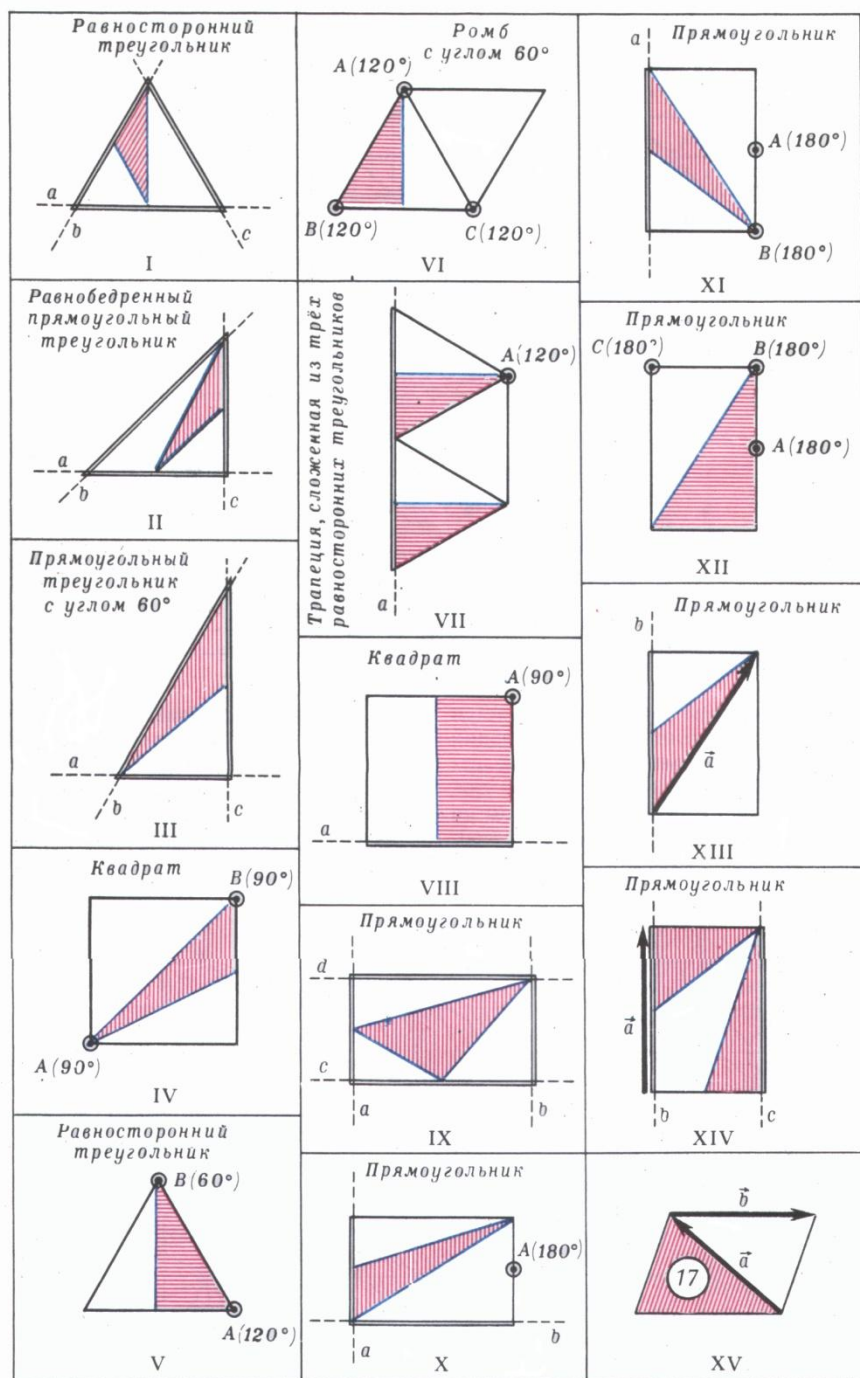 Равносторонний
треугольник
a
b
c
I
Равнобедренный
прямоугольный
треугольник
a
b
c
II
Прямоугольный
треугольник
с углом 60°
a
b
c
III
Квадрат
B(90°)
A(90°)
IV
Равносторонний
треугольник
B(60°)
A(120°)
V
Ромб
с углом 60°
A(120°)
B(120°)
C(120°)
VI
Трапеция, сложенная из трёх
равносторонних треугольников
A(120°)
a
VII
Квадрат
A(90°)
a
VIII
Прямоугольник
d
c
a
b
IX
Прямоугольник
A(180°)
a
b
X
a
Прямоугольник
A(180°)
B(180°)
XI
Прямоугольник
C(180°)
B(180°)
A(180°)
XII
Прямоугольник
b
a⃗
XIII
Прямоугольник
a⃗
b
c
XIV
b⃗
a⃗
17
XV